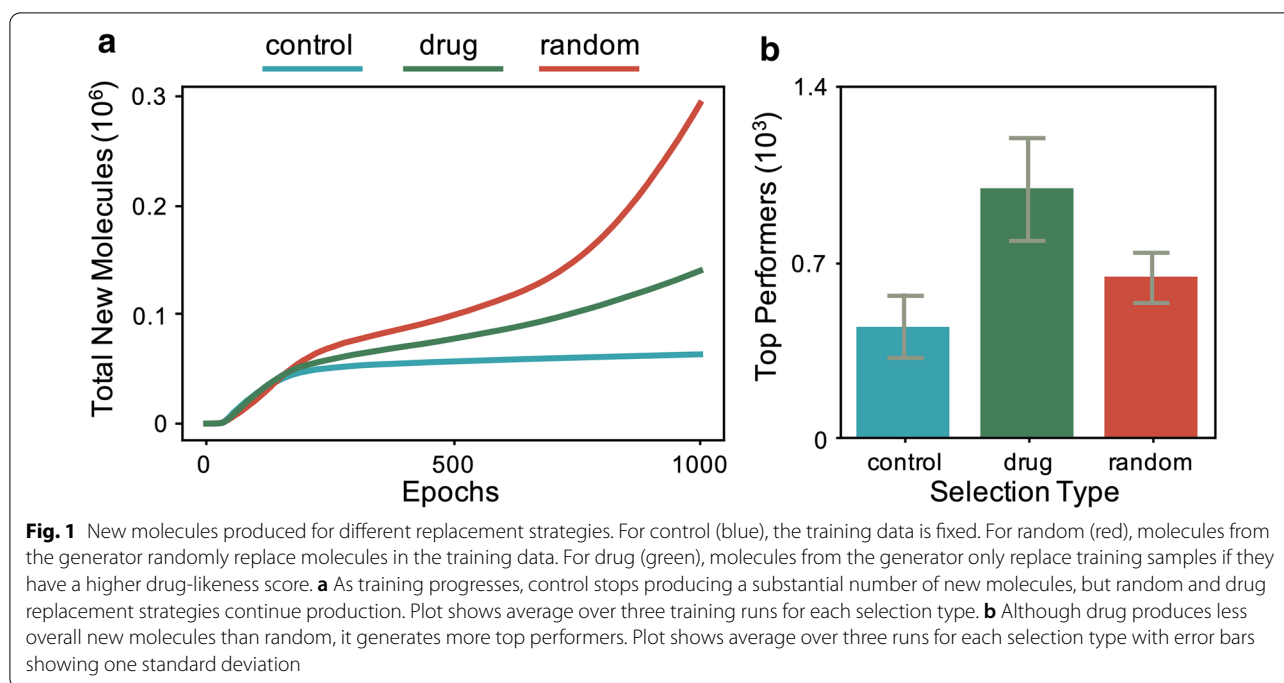 a
control drug random
Total New Molecules (10⁶)
0.3
0.2
0.1
0
0 500 1000
Epochs
b
Top Performers (10³)
1.4
0.7
0
control drug random
Selection Type
Fig. 1 New molecules produced for different replacement strategies. For control (blue), the training data is fixed. For random (red), molecules from
the generator randomly replace molecules in the training data. For drug (green), molecules from the generator only replace training samples if they
have a higher drug-likeness score. a As training progresses, control stops producing a substantial number of new molecules, but random and drug
replacement strategies continue production. Plot shows average over three training runs for each selection type. b Although drug produces less
overall new molecules than random, it generates more top performers. Plot shows average over three runs for each selection type with error bars
showing one standard deviation